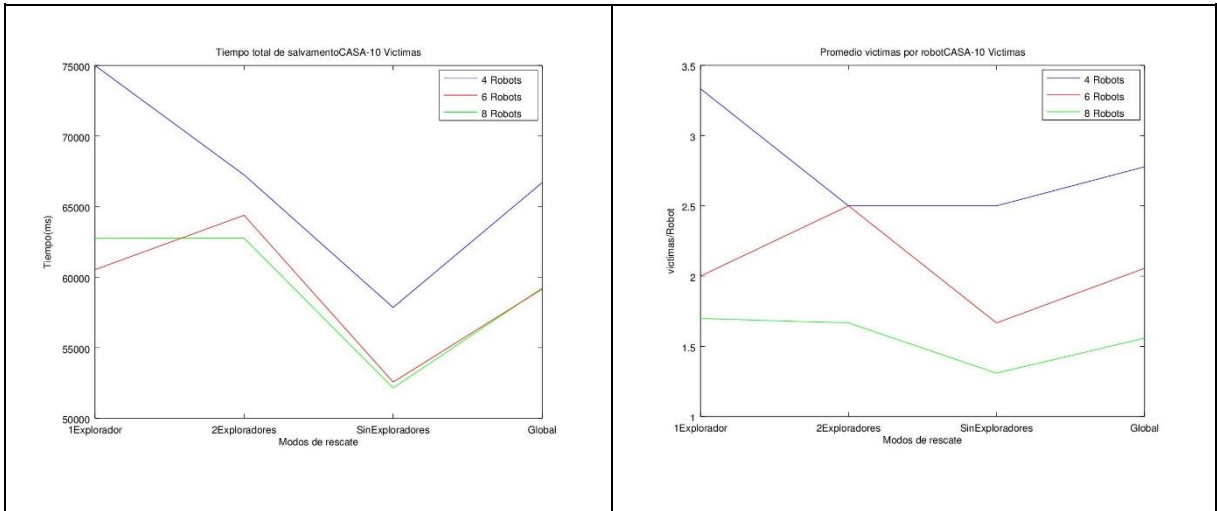 Tiempo total de salvamentoCASA-10 Victimas
75000
70000
65000
60000
55000
50000
Tiempo(ms)
4 Robots
6 Robots
8 Robots
1Explorador
2Exploradores
SinExploradores
Global
Modos de rescate
Promedio victimas por robotCASA-10 Victimas
3.5
3
2.5
2
1.5
1
victimas/Robot
4 Robots
6 Robots
8 Robots
1Explorador
2Exploradores
SinExploradores
Global
Modos de rescate